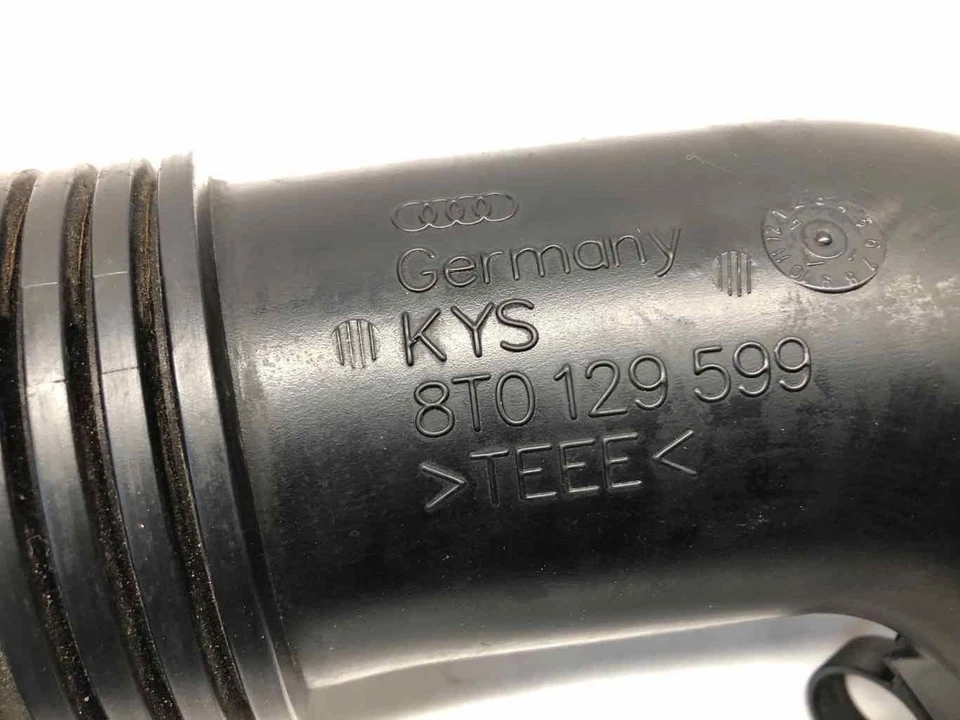 Germany
KYS
8T0 129 599
>TEEE<